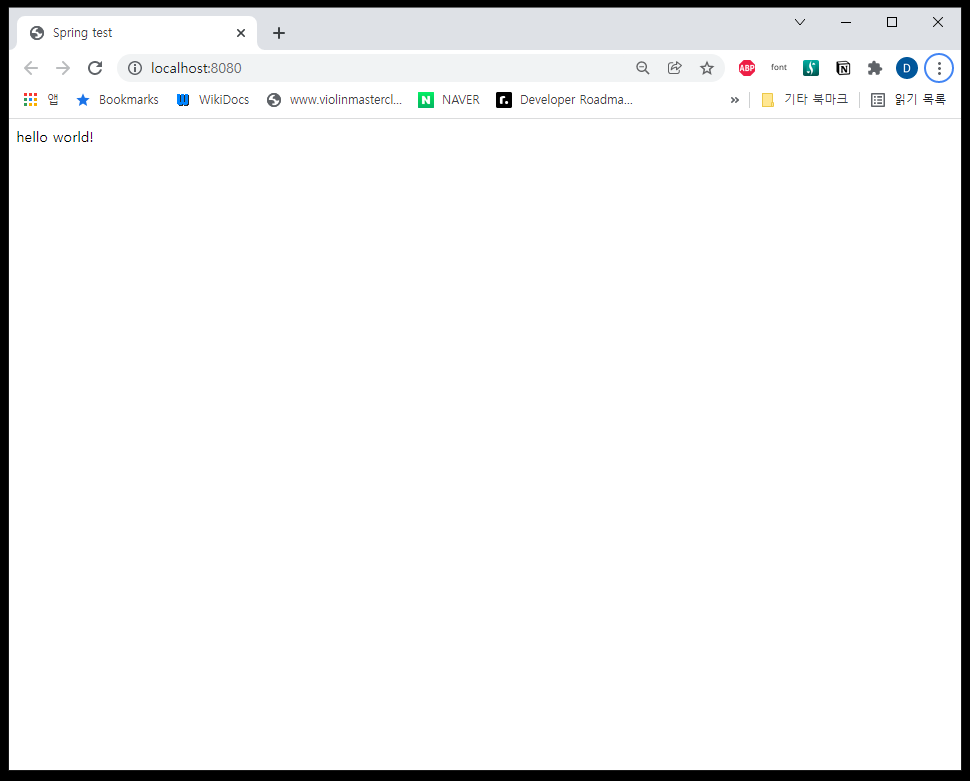 Spring test
localhost:8080
ABP font N D
앱 Bookmarks WikiDocs www.violinmastercl... N NAVER r. Developer Roadma... » 기타 북마크 읽기 목록
hello world!